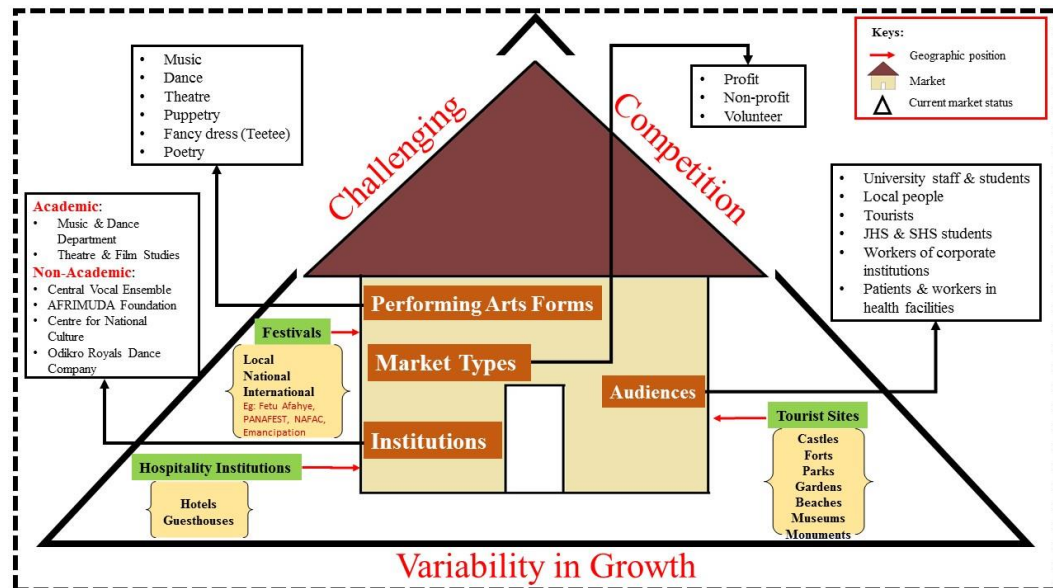 Keys:
Geographic position
Market
Current market status
• Music
• Dance
• Theatre
• Puppetry
• Fancy dress (Teetee)
• Poetry
• Profit
• Non-profit
• Volunteer
Challenging
Competition
Academic:
• Music & Dance
Department
• Theatre & Film Studies
Non-Academic:
• Central Vocal Ensemble
• AFRIMUDA Foundation
• Centre for National
Culture
• Odikro Royals Dance
Company
• University staff & students
• Local people
• Tourists
• JHS & SHS students
• Workers of corporate
institutions
• Patients & workers in
health facilities
Performing Arts Forms
Market Types
Audiences
Institutions
Festivals
Local
National
International
Eg: Fetu Afahye,
PANAFEST, NAFAC,
Emancipation
Hospitality Institutions
Hotels
Guesthouses
Tourist Sites
Castles
Forts
Parks
Gardens
Beaches
Museums
Monuments
Variability in Growth